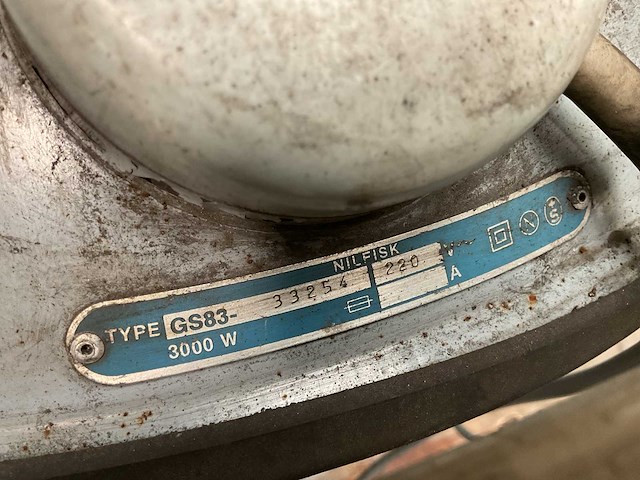 NILFISK
TYPE GS83- 33254 220 V~
3000 W A